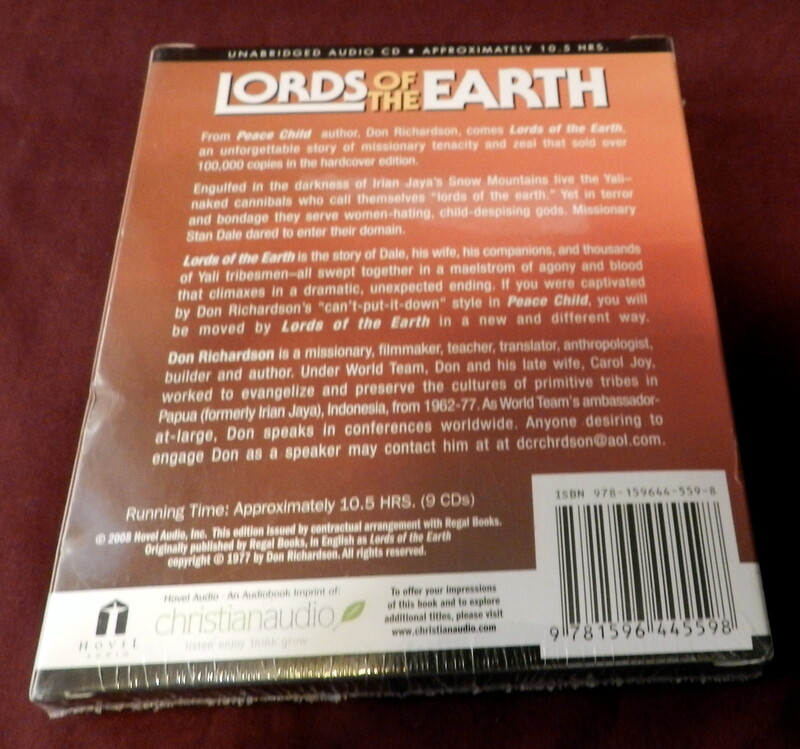 UNABRIDGED AUDIO CD • APPROXIMATELY 10.5 HRS.
LORDS OF THE EARTH
From Peace Child author, Don Richardson, comes Lords of the Earth,
an unforgettable story of missionary tenacity and zeal that sold over
100,000 copies in the hardcover edition.
Engulfed in the darkness of Irian Jaya's Snow Mountains live the Yali–
naked cannibals who call themselves "lords of the earth." Yet in terror
and bondage they serve women-hating, child-despising gods. Missionary
Stan Dale dared to enter their domain.
Lords of the Earth is the story of Dale, his wife, his companions, and thousands
of Yali tribesmen—all swept together in a maelstrom of agony and blood
that climaxes in a dramatic, unexpected ending. If you were captivated
by Don Richardson's "can't-put-it-down" style in Peace Child, you will
be moved by Lords of the Earth in a new and different way.
Don Richardson is a missionary, filmmaker, teacher, translator, anthropologist,
builder and author. Under World Team, Don and his late wife, Carol Joy,
worked to evangelize and preserve the cultures of primitive tribes in
Papua (formerly Irian Jaya), Indonesia, from 1962-77. As World Team's ambassador-
at-large, Don speaks in conferences worldwide. Anyone desiring to
engage Don as a speaker may contact him at at dcrchrdson@aol.com.
Running Time: Approximately 10.5 HRS. (9 CDs)
© 2008 Hovel Audio, Inc. This edition issued by contractual arrangement with Regal Books.
Originally published by Regal Books, in English as Lords of the Earth
copyright © 1977 by Don Richardson. All rights reserved.
Hovel Audio - An Audiobook Imprint of:
christianaudio
listen enjoy think grow
Hovel
AUDIO
To offer your impressions
of this book and to explore
additional titles, please visit
www.christianaudio.com
ISBN 978-159644-559-8
9 781596 445598